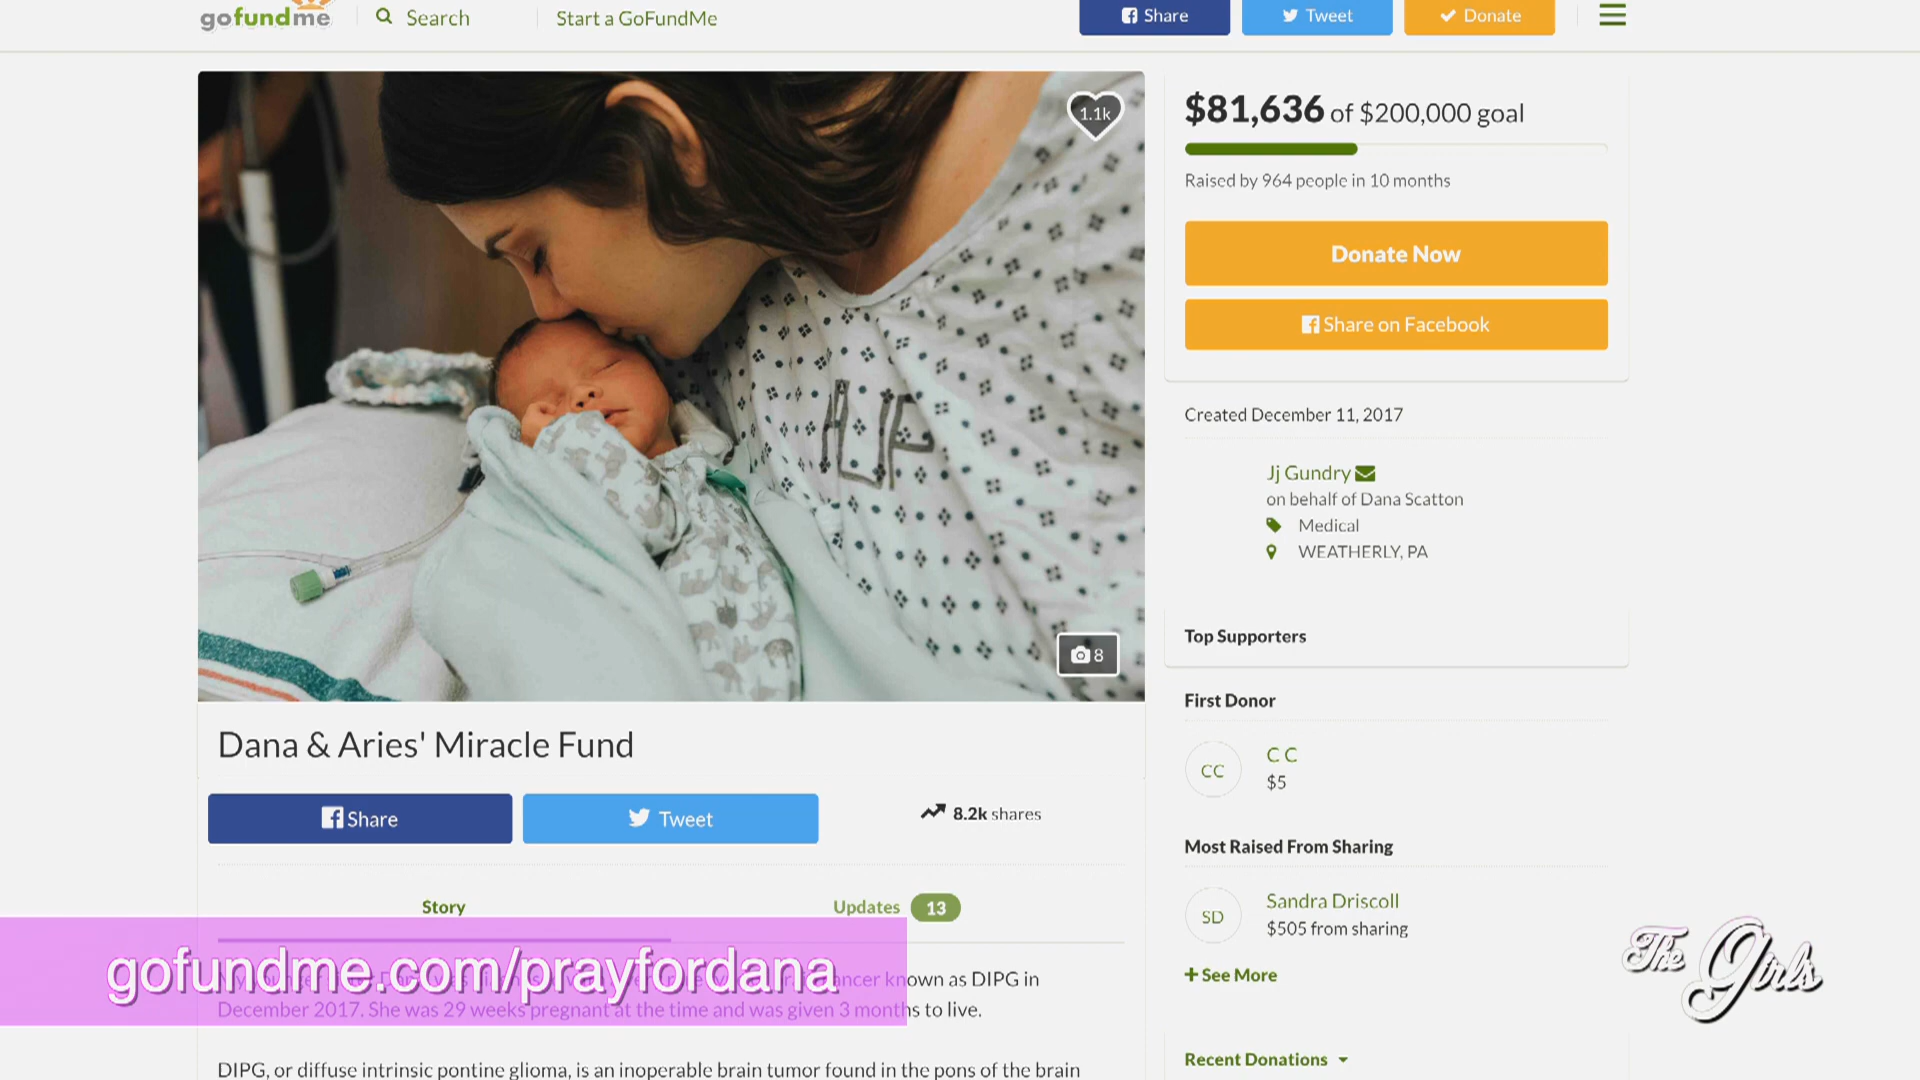 gofundme
Search
Start a GoFundMe
Share
Tweet
Donate
1.1k
AUF
8
$81,636 of $200,000 goal
Raised by 964 people in 10 months
Donate Now
Share on Facebook
Created December 11, 2017
Jj Gundry
on behalf of Dana Scatton
Medical
WEATHERLY, PA
Top Supporters
First Donor
CC
C C
$5
Most Raised From Sharing
SD
Sandra Driscoll
$505 from sharing
+ See More
Recent Donations
Dana & Aries' Miracle Fund
Share
Tweet
8.2k shares
Story
Updates 13
gofundme.com/prayfordana
known as DIPG in
December 2017. She was 29 weeks pregnant at the time and was given 3 months to live.
DIPG, or diffuse intrinsic pontine glioma, is an inoperable brain tumor found in the pons of the brain
The Girls